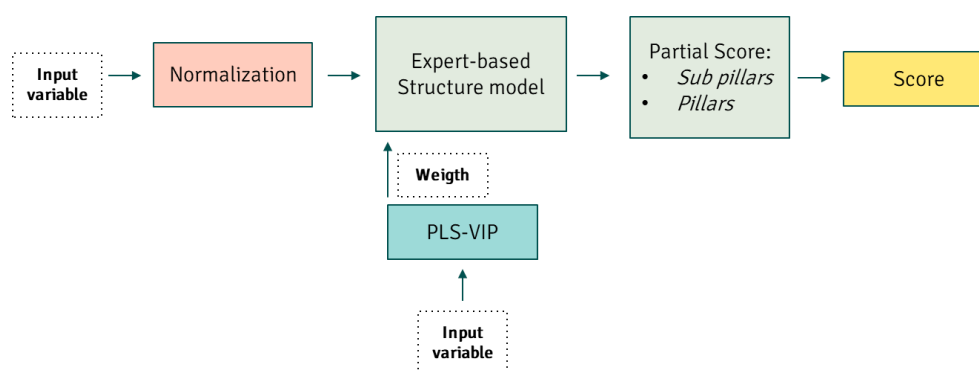 Input
variable
Normalization
Expert-based
Structure model
Partial Score:
• Sub pillars
• Pillars
Score
Weigth
PLS-VIP
Input
variable